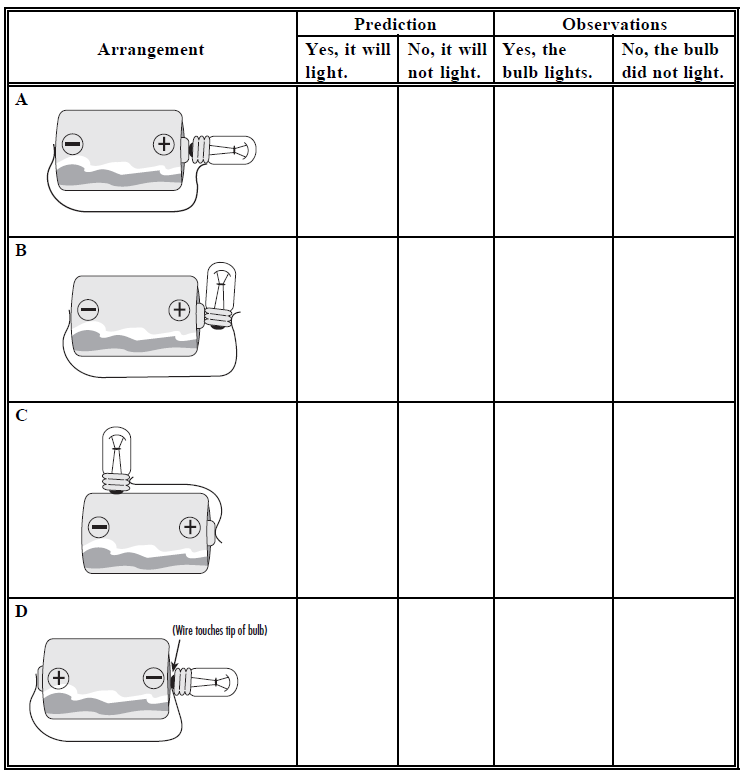 Arrangement
Prediction
Observations
Yes, it will
light.
No, it will
not light.
Yes, the
bulb lights.
No, the bulb
did not light.
A
− +
B
− +
C
− +
D
(Wire touches tip of bulb)
+ −